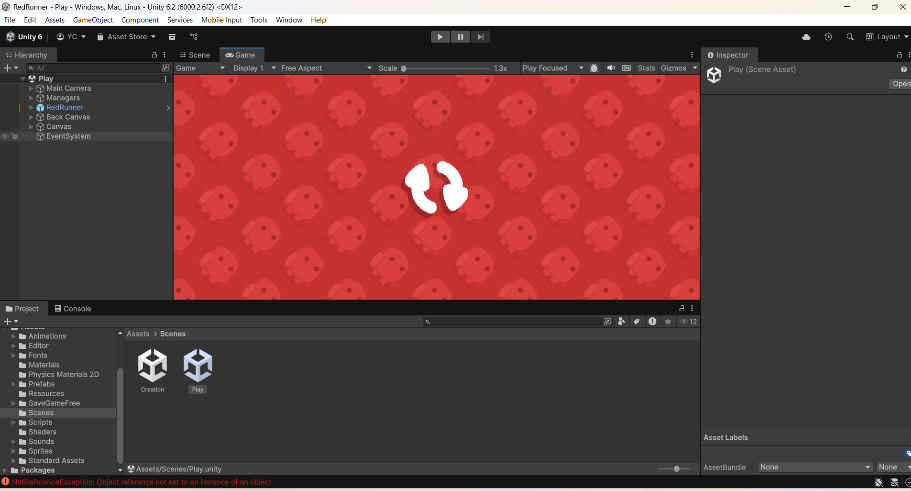 RedRunner - Play - Windows, Mac, Linux - Unity 6.2 (6000.2.6f2) <DX12>
File Edit Assets GameObject Component Services Mobile Input Tools Window Help
Unity 6 YC Asset Store Layout
Hierarchy Scene Game Inspector
All Game Display 1 Free Aspect Scale 1.3x Play Focused Stats Gizmos Play (Scene Asset)
Open
Play
Main Camera
Managers
RedRunner
Back Canvas
Canvas
EventSystem
Project Console
12
Assets Assets > Scenes
Animations
Editor
Fonts
Materials
Physics Materials 2D
Prefabs
Resources
SaveGameFree
Scenes
Scripts
Shaders
Sounds
Sprites
Standard Assets
Packages
Creation Play
Assets/Scenes/Play.unity
Asset Labels
AssetBundle None None
NullReferenceException: Object reference not set to an instance of an object